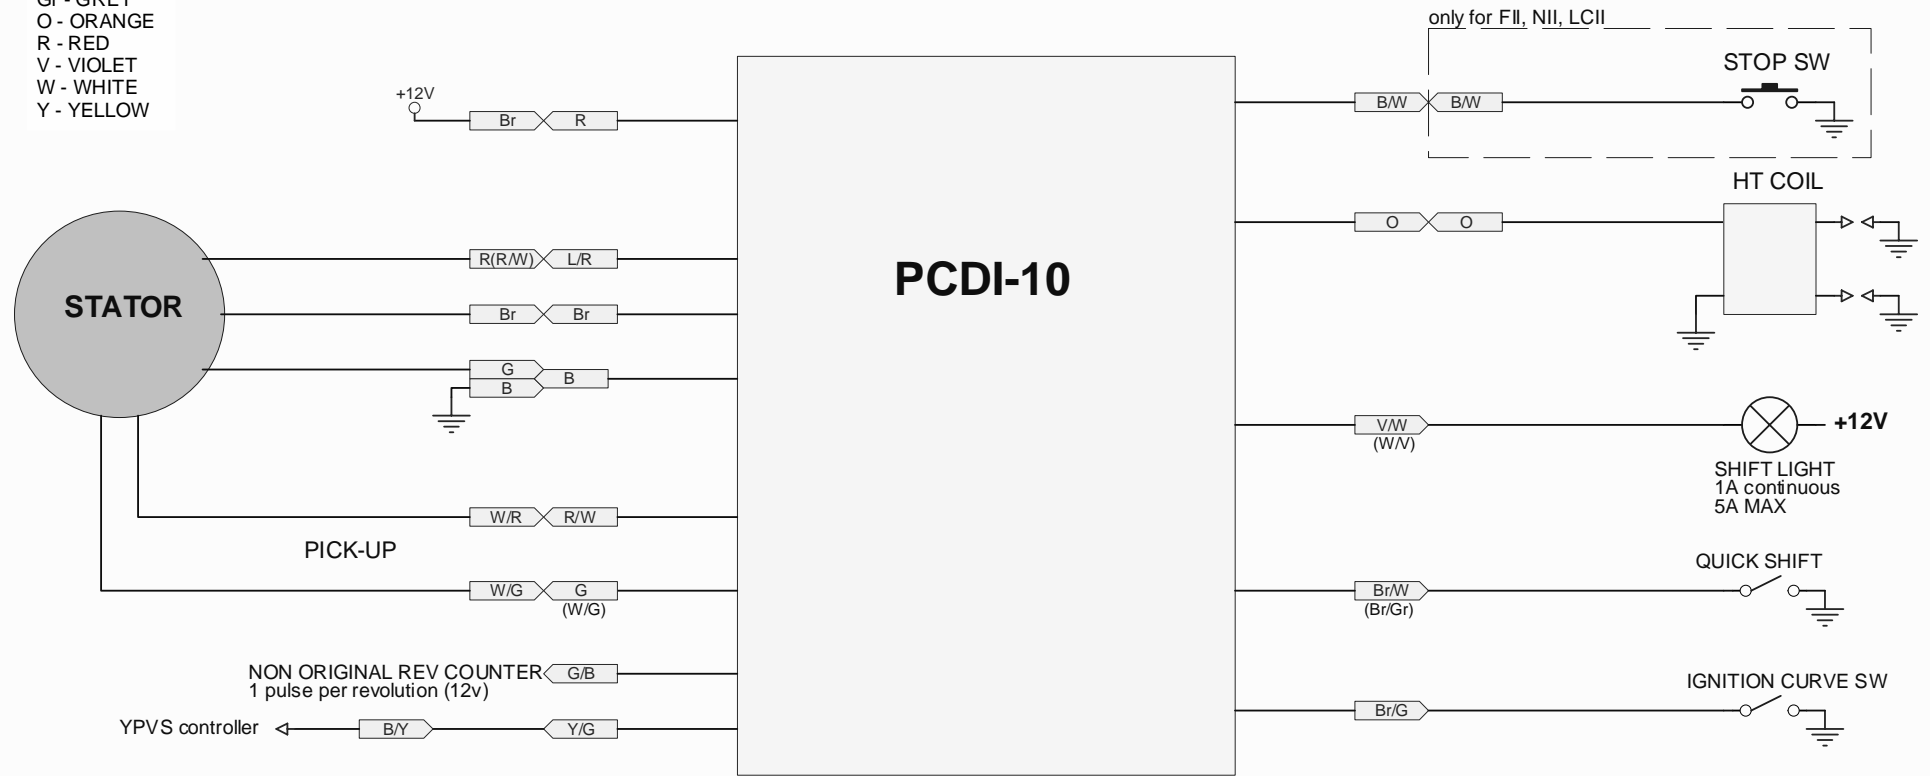 O - ORANGE
R - RED
V - VIOLET
W - WHITE
Y - YELLOW
only for FII, NII, LCII
STOP SW
+12V
Br R
B/W B/W
HT COIL
O O
R(R/W) L/R
PCDI-10
STATOR
Br Br
G
B
B
V/W
(W/V)
+12V
SHIFT LIGHT
1A continuous
5A MAX
W/R R/W
PICK-UP
QUICK SHIFT
W/G G
(W/G)
Br/W
(Br/Gr)
NON ORIGINAL REV COUNTER G/B
1 pulse per revolution (12v)
IGNITION CURVE SW
Br/G
YPVS controller B/Y Y/G